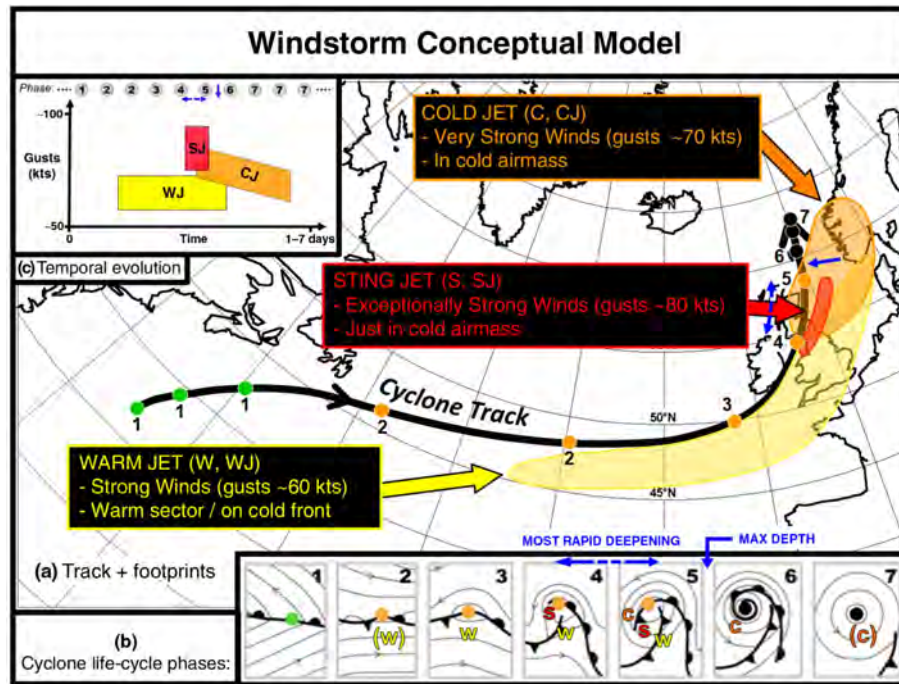 Windstorm Conceptual Model
Phase: .... 1 2 2 3 4 5 6 7 7 7 ....
~100
Gusts
(kts)
~50
SJ
CJ
WJ
0
Time
1–7 days
(c) Temporal evolution
COLD JET (C, CJ)
- Very Strong Winds (gusts ~70 kts)
- In cold airmass
STING JET (S, SJ)
- Exceptionally Strong Winds (gusts ~80 kts)
- Just in cold airmass
7
6
5
4
3
Cyclone Track
1
1
1
2
2
50°N
45°N
WARM JET (W, WJ)
- Strong Winds (gusts ~60 kts)
- Warm sector / on cold front
(a) Track + footprints
MOST RAPID DEEPENING
MAX DEPTH
(b)
Cyclone life-cycle phases:
1 2 3 4 5 6 7
(W) W S W C S W C (C)